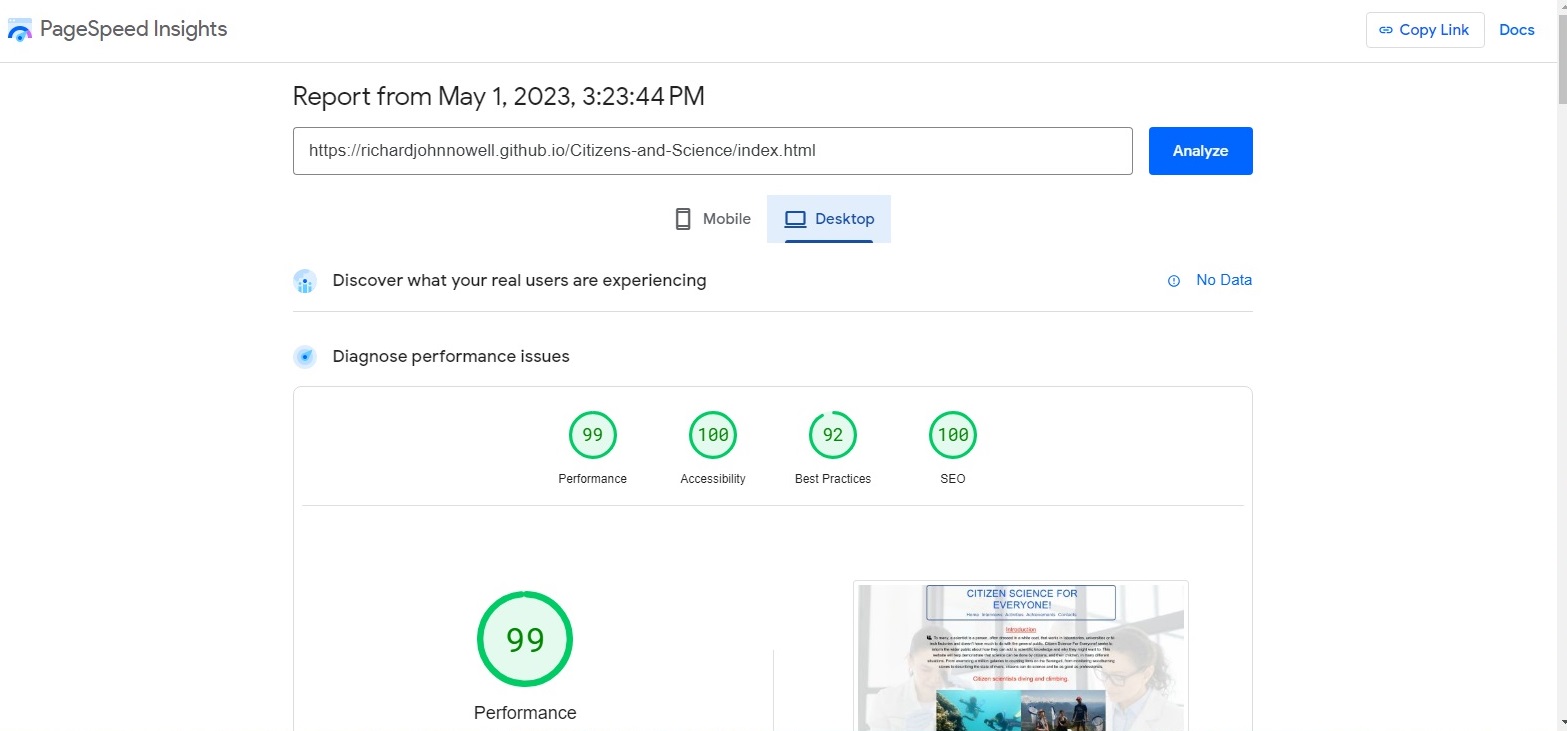 PageSpeed Insights
Copy Link
Docs
Report from May 1, 2023, 3:23:44 PM
https://richardjohnnowell.github.io/Citizens-and-Science/index.html
Analyze
Mobile
Desktop
Discover what your real users are experiencing
No Data
Diagnose performance issues
99
100
92
100
Performance
Accessibility
Best Practices
SEO
99
Performance
CITIZEN SCIENCE FOR
EVERYONE!
Home Interviews Activities Achievements Contacts
Introduction
Citizen scientists diving and climbing.